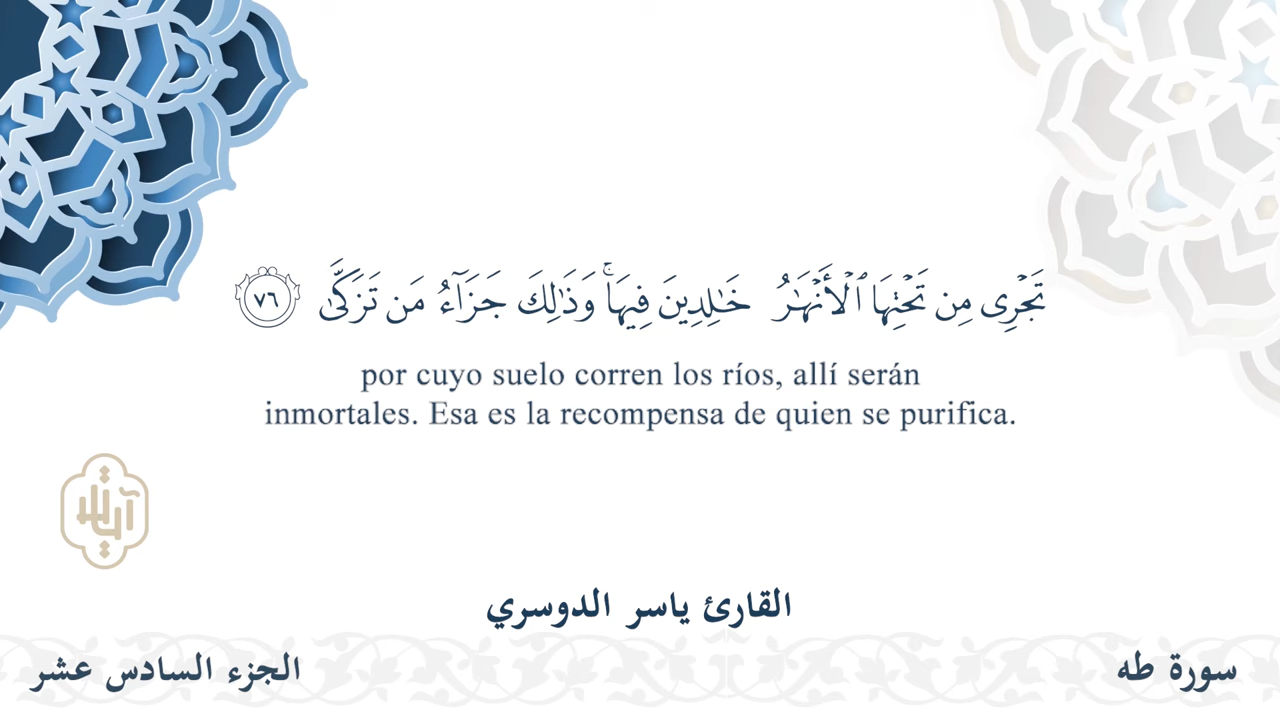 تَجْرِى مِن تَحْتِهَا ٱلْأَنْهَٰرُ خَٰلِدِينَ فِيهَا ۚ وَذَٰلِكَ جَزَآءُ مَن تَزَكَّىٰ ٧٦
por cuyo suelo corren los ríos, allí serán
inmortales. Esa es la recompensa de quien se purifica.
القارئ ياسر الدوسري
سورة طه
الجزء السادس عشر